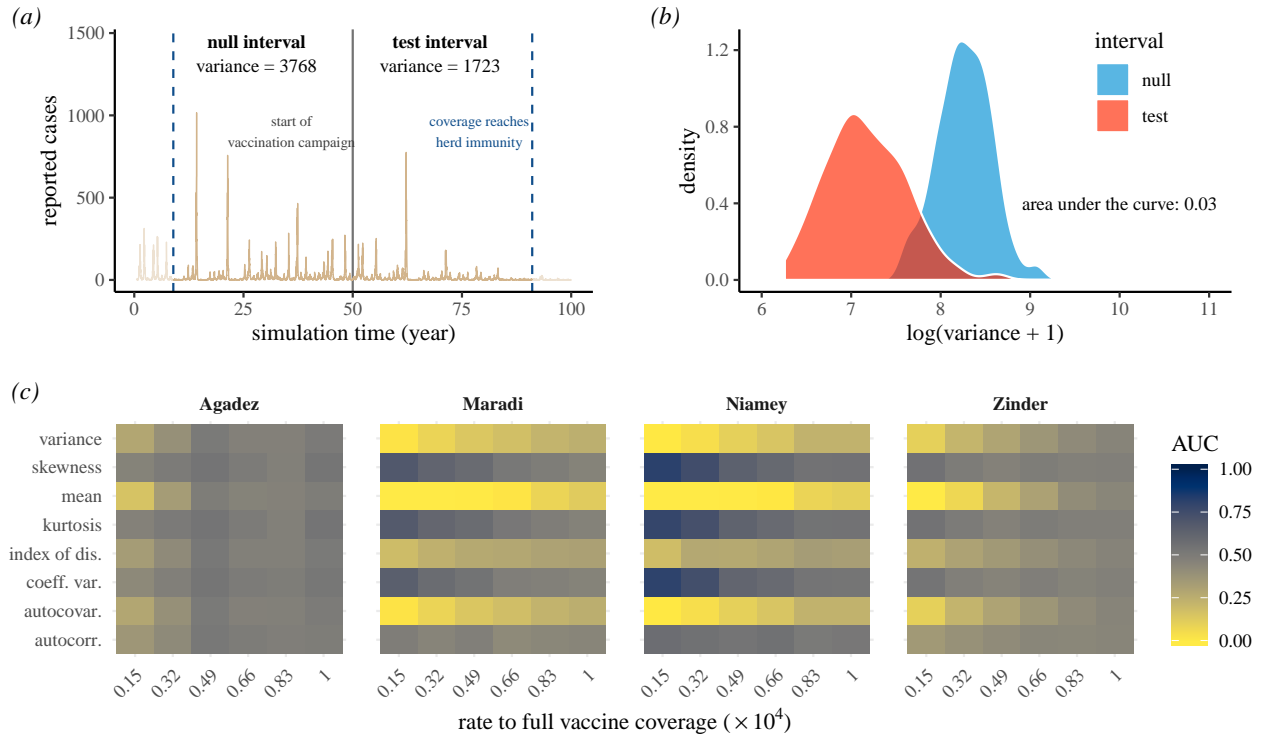 (a)
1500
1000
500
0
reported cases
null interval
variance = 3768
test interval
variance = 1723
start of
vaccination campaign
coverage reaches
herd immunity
0 25 50 75 100
simulation time (year)
(b)
1.2
0.8
0.4
0.0
density
interval
null
test
area under the curve: 0.03
6 7 8 9 10 11
log(variance + 1)
(c)
Agadez Maradi Niamey Zinder
variance
skewness
mean
kurtosis
index of dis.
coeff. var.
autocovar.
autocorr.
AUC
1.00
0.75
0.50
0.25
0.00
0.15 0.32 0.49 0.66 0.83 1 0.15 0.32 0.49 0.66 0.83 1 0.15 0.32 0.49 0.66 0.83 1 0.15 0.32 0.49 0.66 0.83 1
rate to full vaccine coverage (×10⁴)